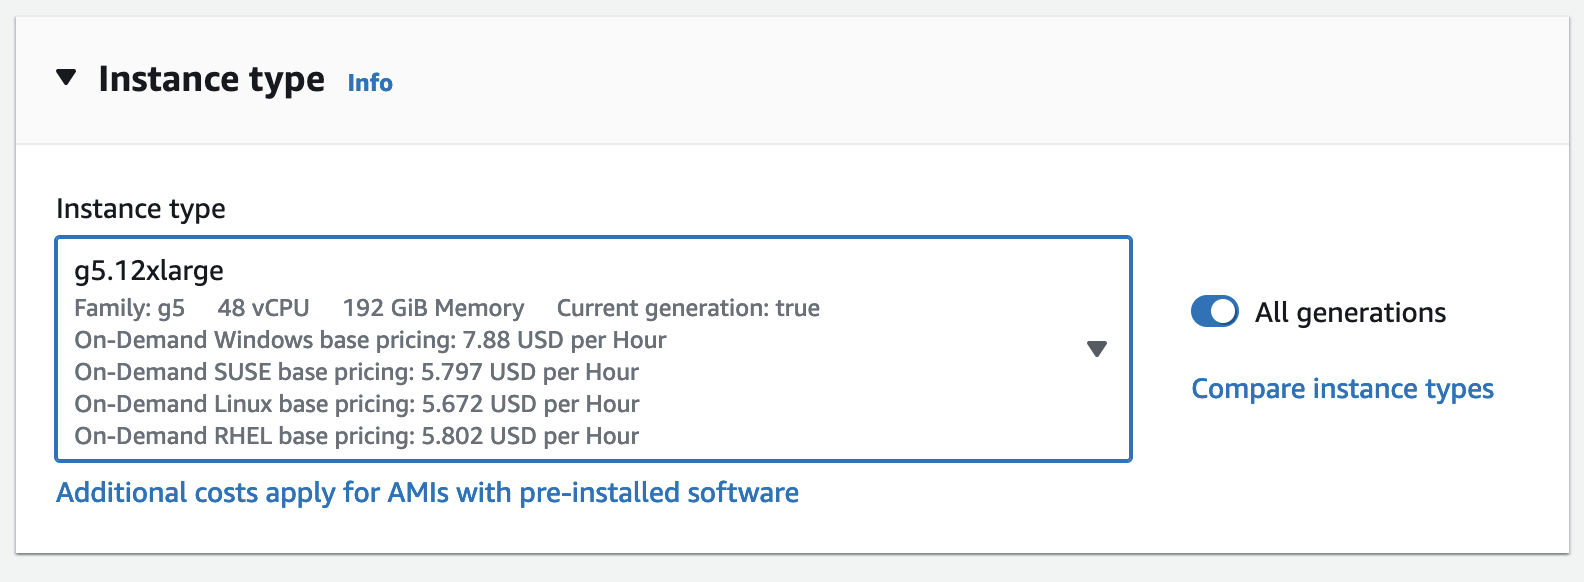 Instance type Info
Instance type
g5.12xlarge
Family: g5 48 vCPU 192 GiB Memory Current generation: true
On-Demand Windows base pricing: 7.88 USD per Hour
On-Demand SUSE base pricing: 5.797 USD per Hour
On-Demand Linux base pricing: 5.672 USD per Hour
On-Demand RHEL base pricing: 5.802 USD per Hour
All generations
Compare instance types
Additional costs apply for AMIs with pre-installed software